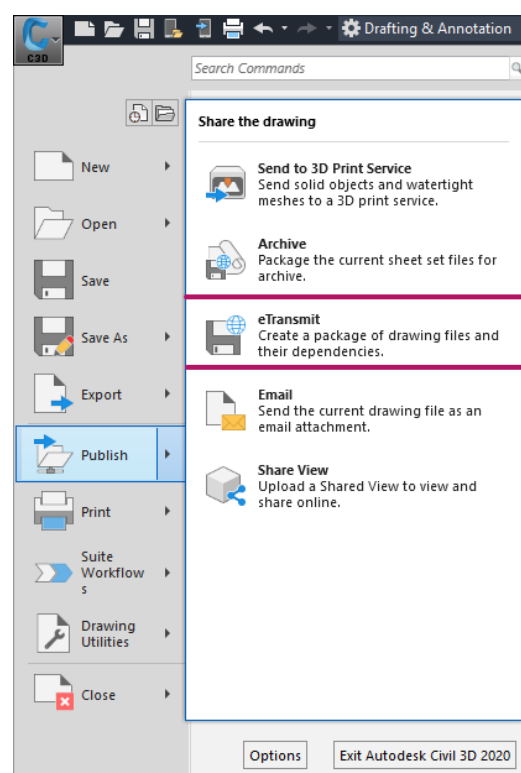 Drafting & Annotation
C3D
Search Commands
Share the drawing
New
Open
Save
Save As
Export
Publish
Print
Suite
Workflow
s
Drawing
Utilities
Close
Send to 3D Print Service
Send solid objects and watertight
meshes to a 3D print service.
Archive
Package the current sheet set files for
archive.
eTransmit
Create a package of drawing files and
their dependencies.
Email
Send the current drawing file as an
email attachment.
Share View
Upload a Shared View to view and
share online.
Options
Exit Autodesk Civil 3D 2020